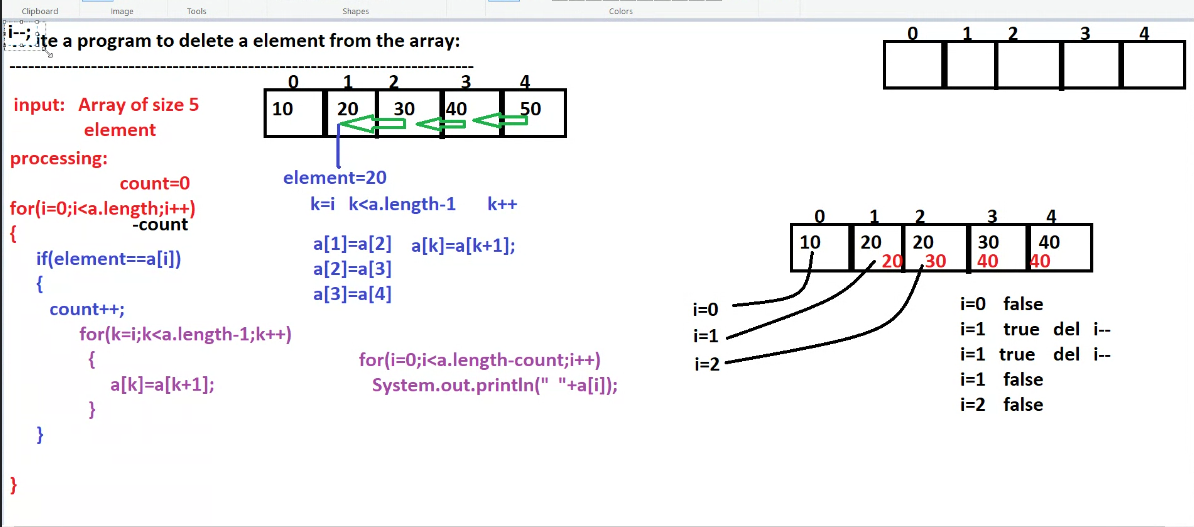 Clipboard Image Tools Shapes Colors
i--; ite a program to delete a element from the array:
0 1 2 3 4
0 1 2 3 4
10 20 30 40 50
input: Array of size 5
element
processing:
count=0
for(i=0;i<a.length;i++)
-count
{
if(element==a[i])
{
count++;
for(k=i;k<a.length-1;k++)
{
a[k]=a[k+1];
}
}
}
element=20
k=i k<a.length-1 k++
a[1]=a[2] a[k]=a[k+1];
a[2]=a[3]
a[3]=a[4]
for(i=0;i<a.length-count;i++)
System.out.println(" "+a[i]);
0 1 2 3 4
10 20 20 30 40
20 30 40 40
i=0
i=1
i=2
i=0 false
i=1 true del i--
i=1 true del i--
i=1 false
i=2 false